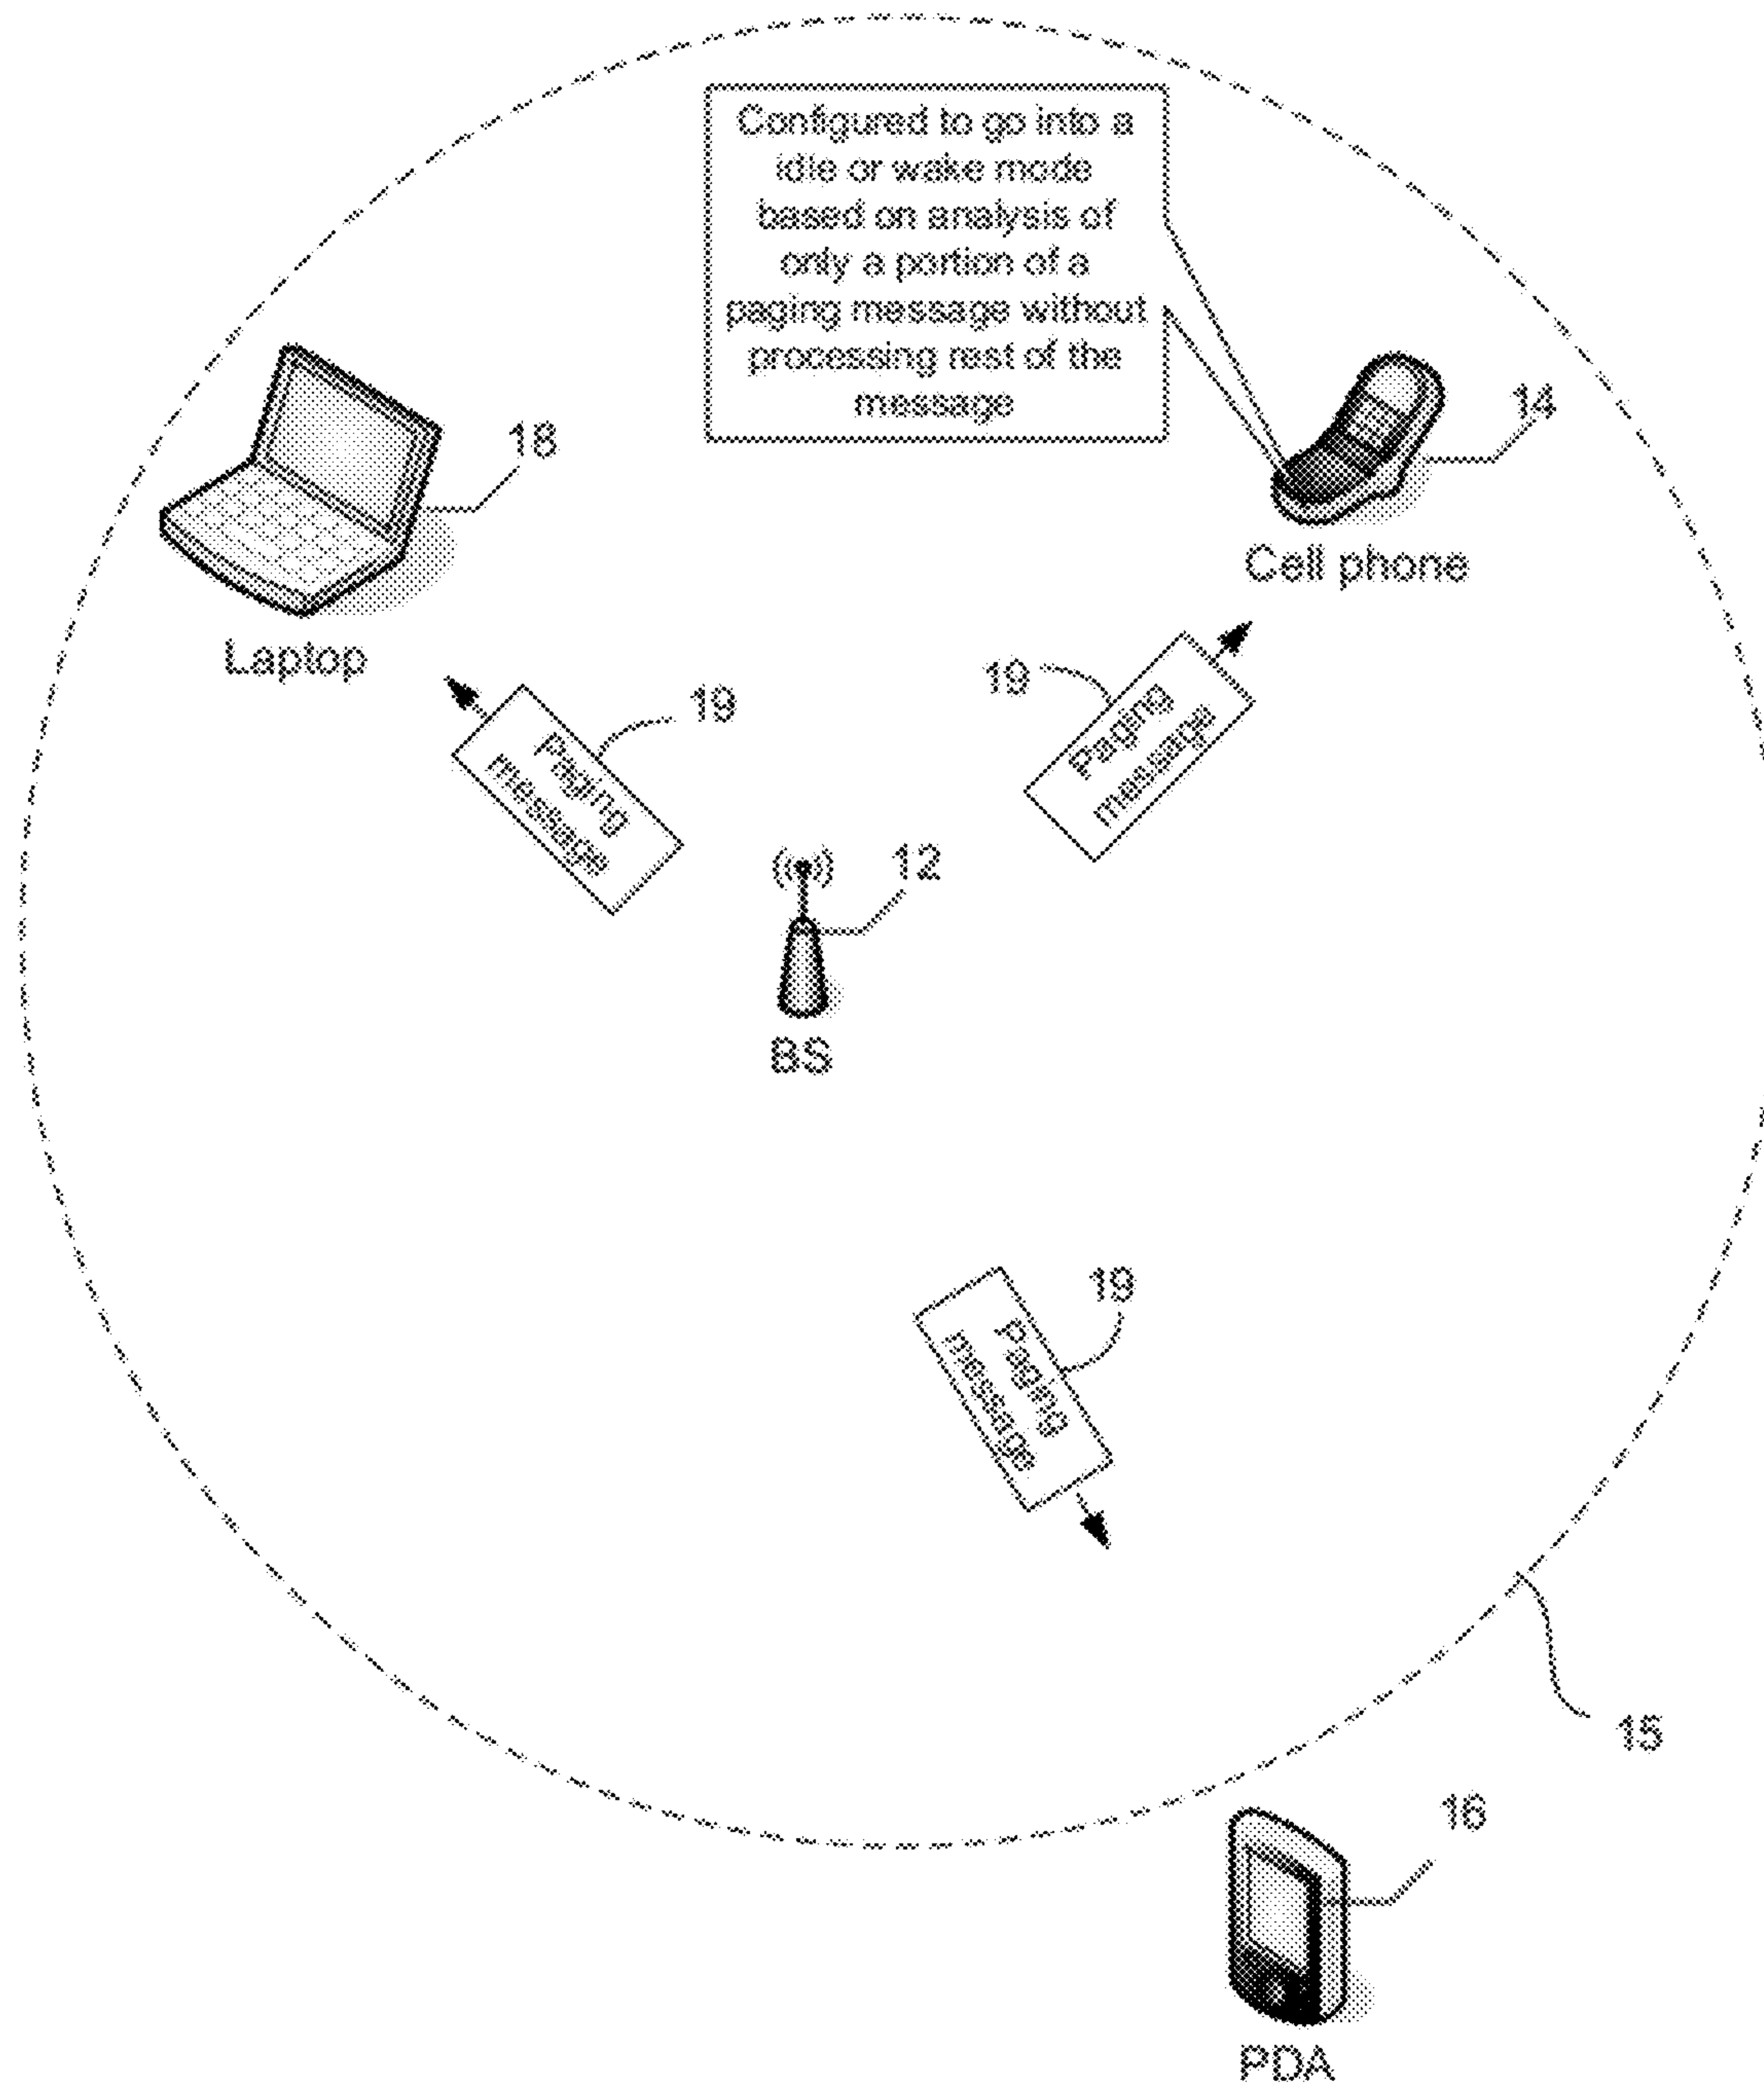 Configured to go into a
idle or wake mode
based on analysis of
only a portion of a
paging message without
processing rest of the
message
14
18
Cell phone
Laptop
19
Paging
message
19
Paging
message
12
BS
19
Paging
message
15
16
PDA